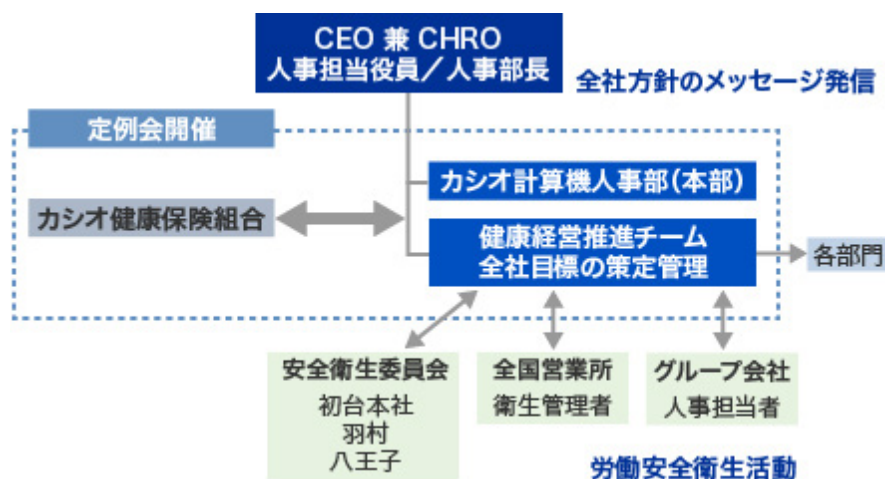 CEO 兼 CHRO
人事担当役員／人事部長
全社方針のメッセージ発信
定例会開催
カシオ計算機人事部(本部)
カシオ健康保険組合
健康経営推進チーム
全社目標の策定管理
各部門
安全衛生委員会
初台本社
羽村
八王子
全国営業所
衛生管理者
グループ会社
人事担当者
労働安全衛生活動